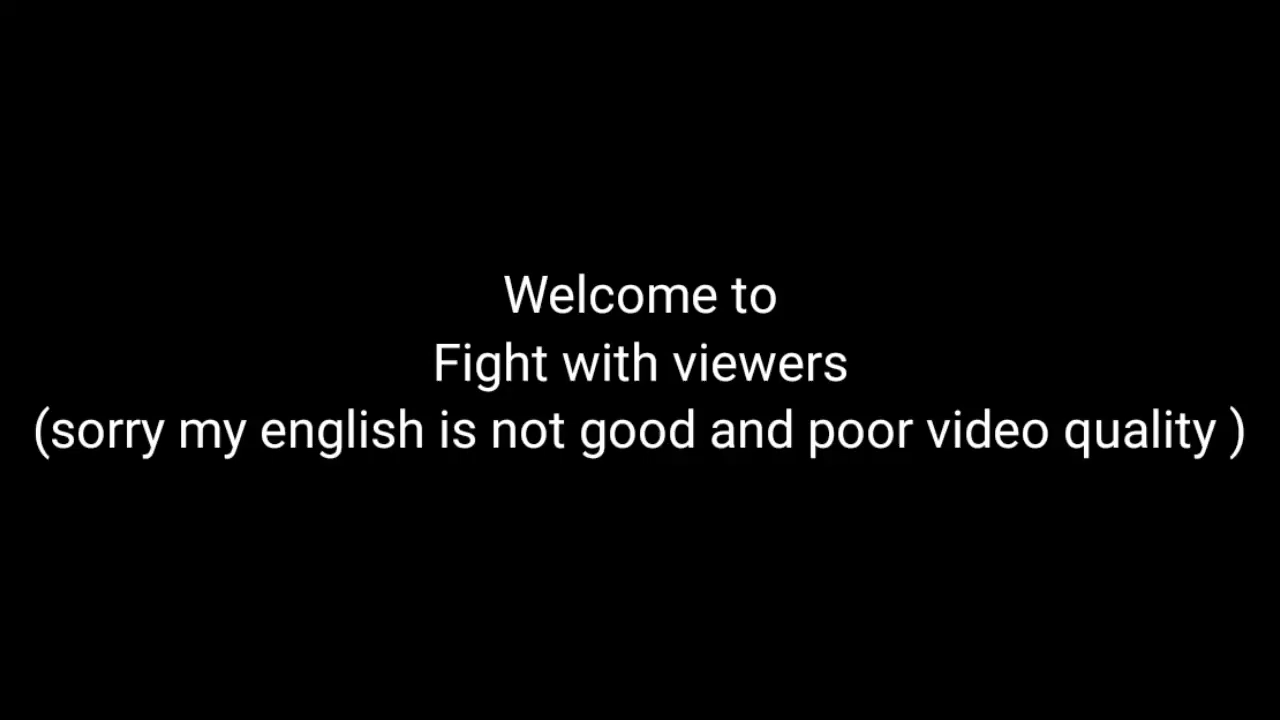 Welcome to
Fight with viewers
(sorry my english is not good and poor video quality )